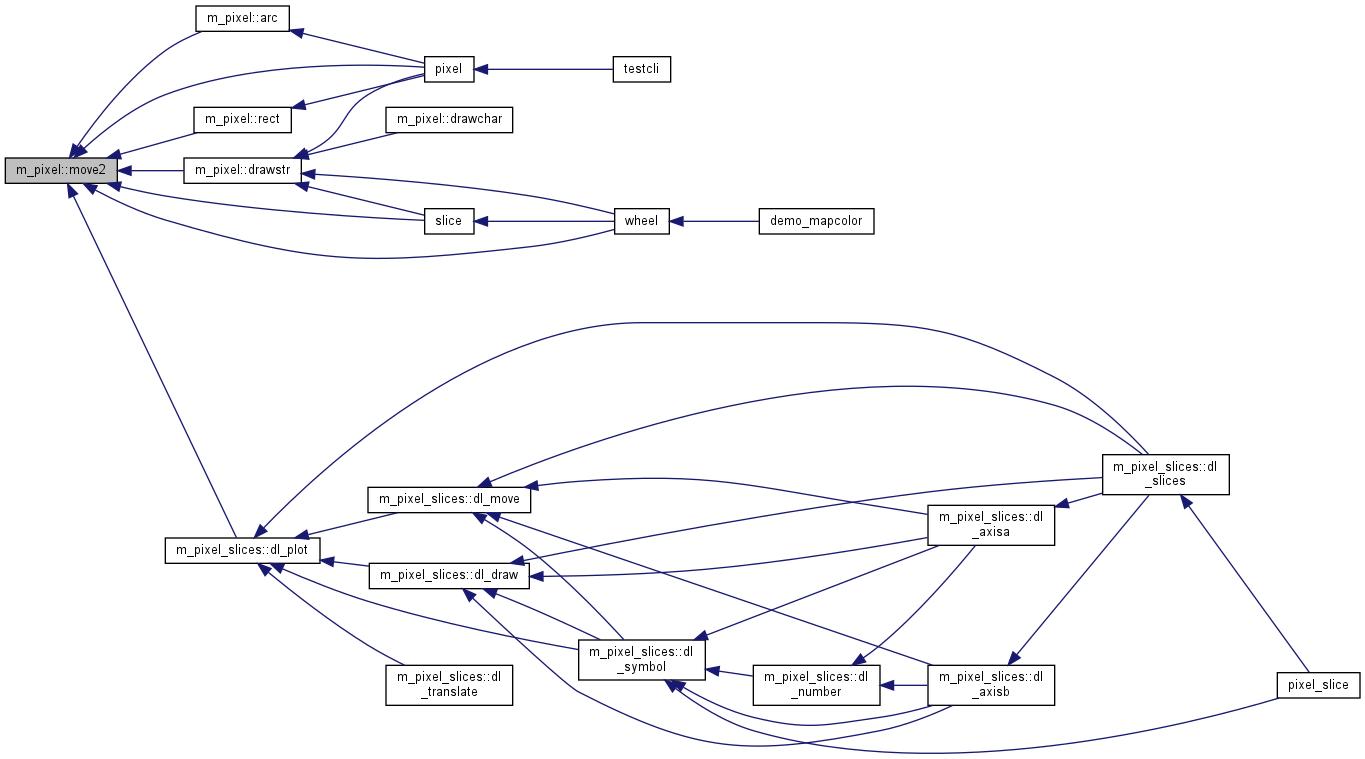 m_pixel::arc
pixel
testcli
m_pixel::rect
m_pixel::drawchar
m_pixel::move2
m_pixel::drawstr
slice
wheel
demo_mapcolor
m_pixel_slices::dl
_slices
m_pixel_slices::dl_move
m_pixel_slices::dl
_axisa
m_pixel_slices::dl_plot
m_pixel_slices::dl_draw
m_pixel_slices::dl
_symbol
m_pixel_slices::dl
_translate
m_pixel_slices::dl
_number
m_pixel_slices::dl
_axisb
pixel_slice